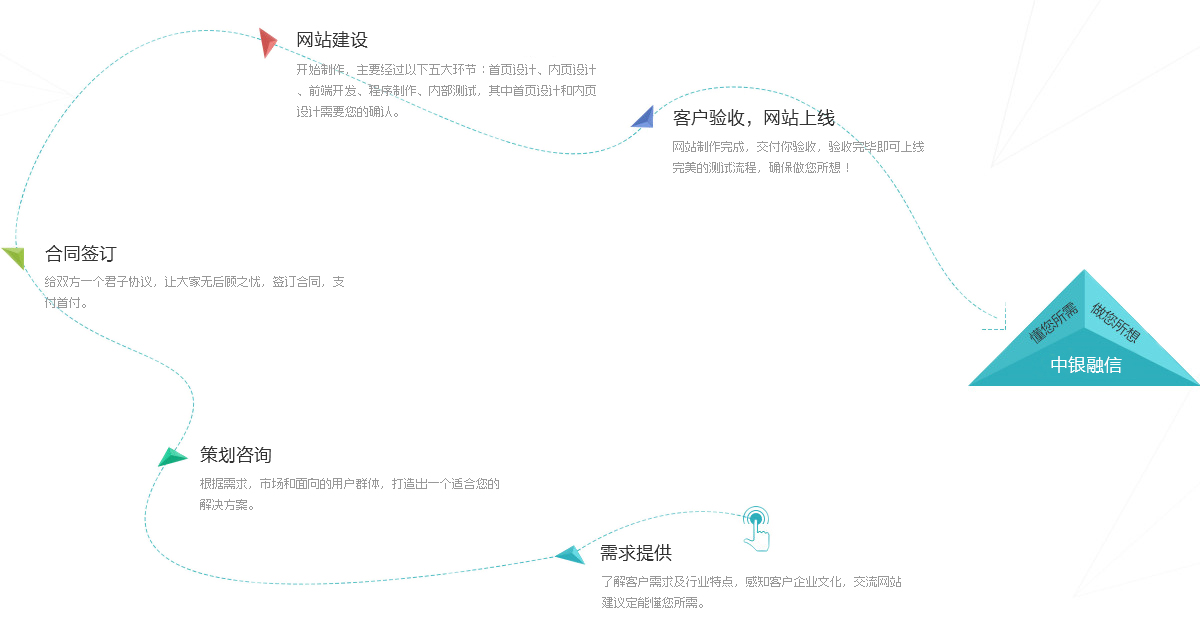 网站建设
开始制作，主要经过以下五大环节：首页设计、内页设计
、前端开发、程序制作、内部测试，其中首页设计和内页
设计需要您的确认。
客户验收，网站上线
网站制作完成，交付你验收，验收完毕即可上线
完美的测试流程，确保做您所想！
合同签订
给双方一个君子协议，让大家无后顾之忧，签订合同，支
付首付。
懂您所需
做您所想
中银融信
策划咨询
根据需求，市场和面向的用户群体，打造出一个适合您的
解决方案。
需求提供
了解客户需求及行业特点，感知客户企业文化，交流网站
建议定能懂您所需。